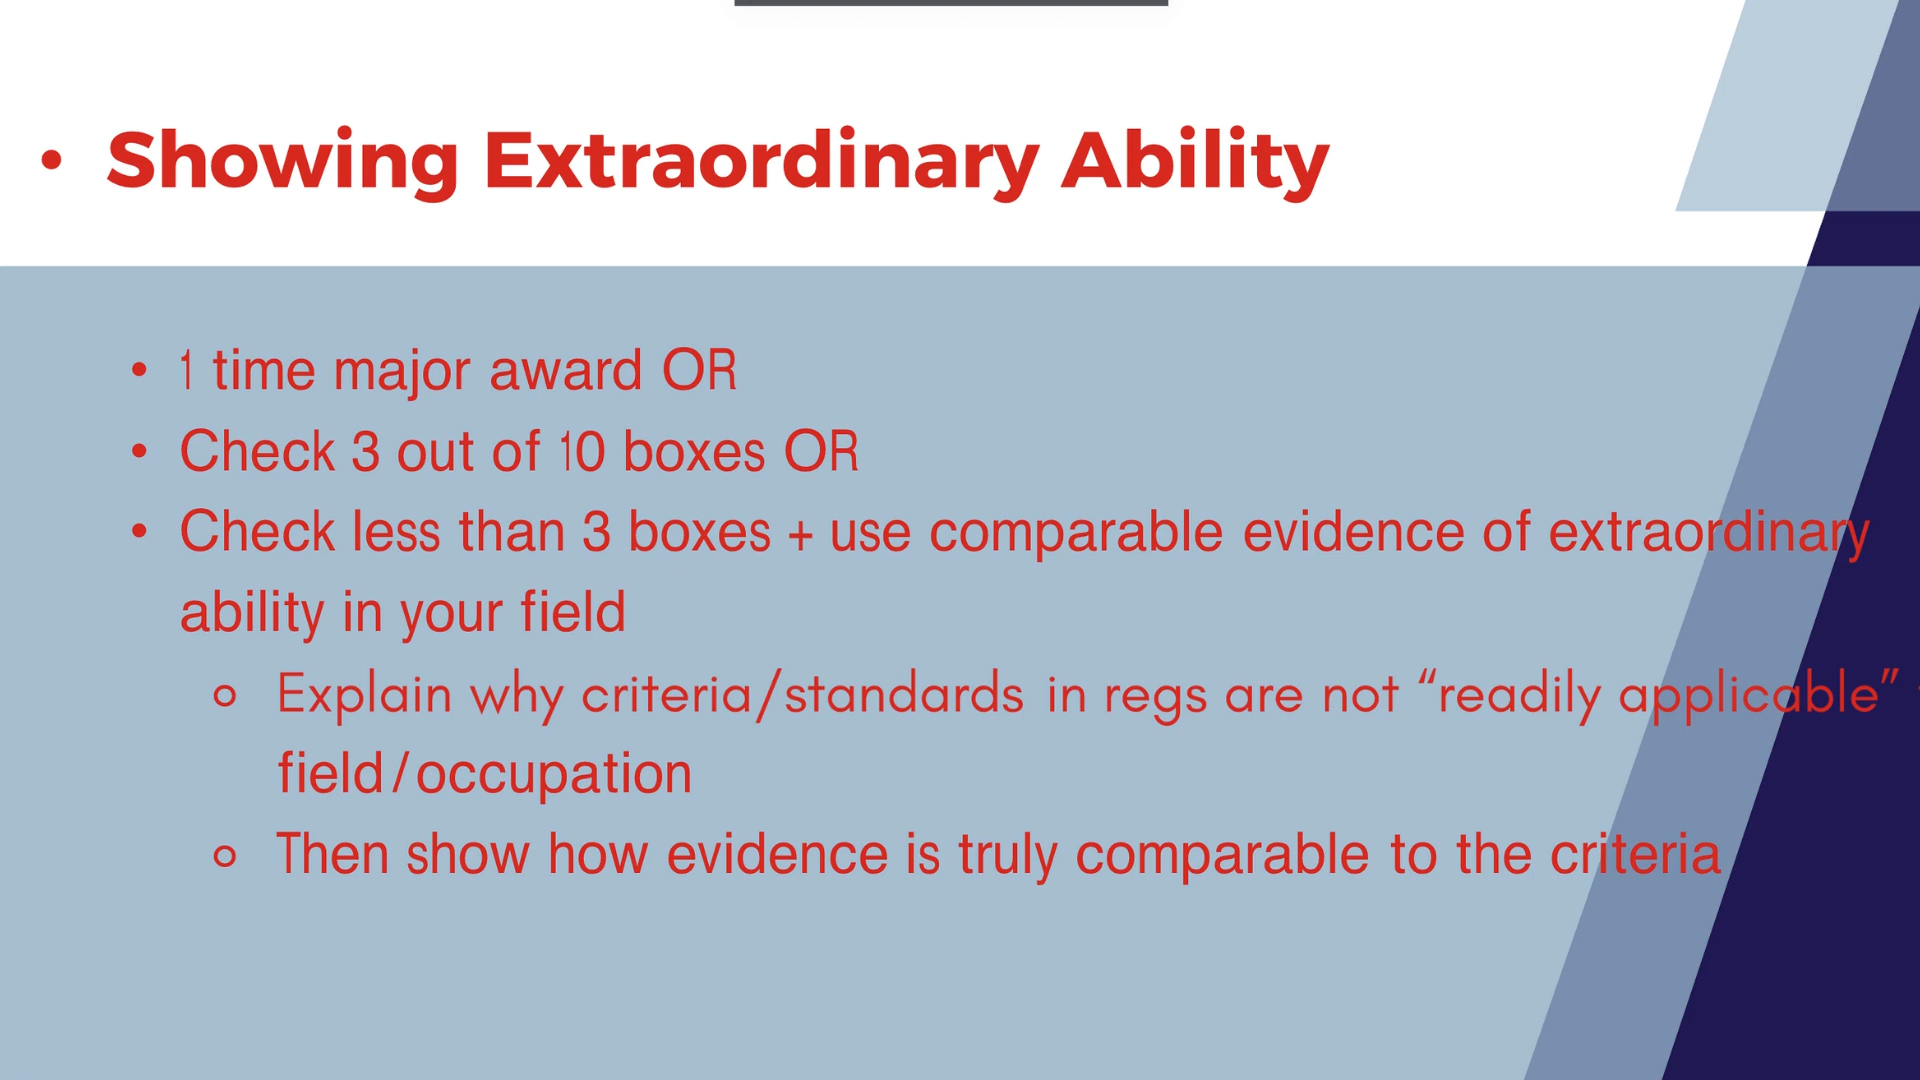 • Showing Extraordinary Ability
• 1 time major award OR
• Check 3 out of 10 boxes OR
• Check less than 3 boxes + use comparable evidence of extraordinary
ability in your field
○ Explain why criteria/standards in regs are not “readily applicable”
field/occupation
○ Then show how evidence is truly comparable to the criteria